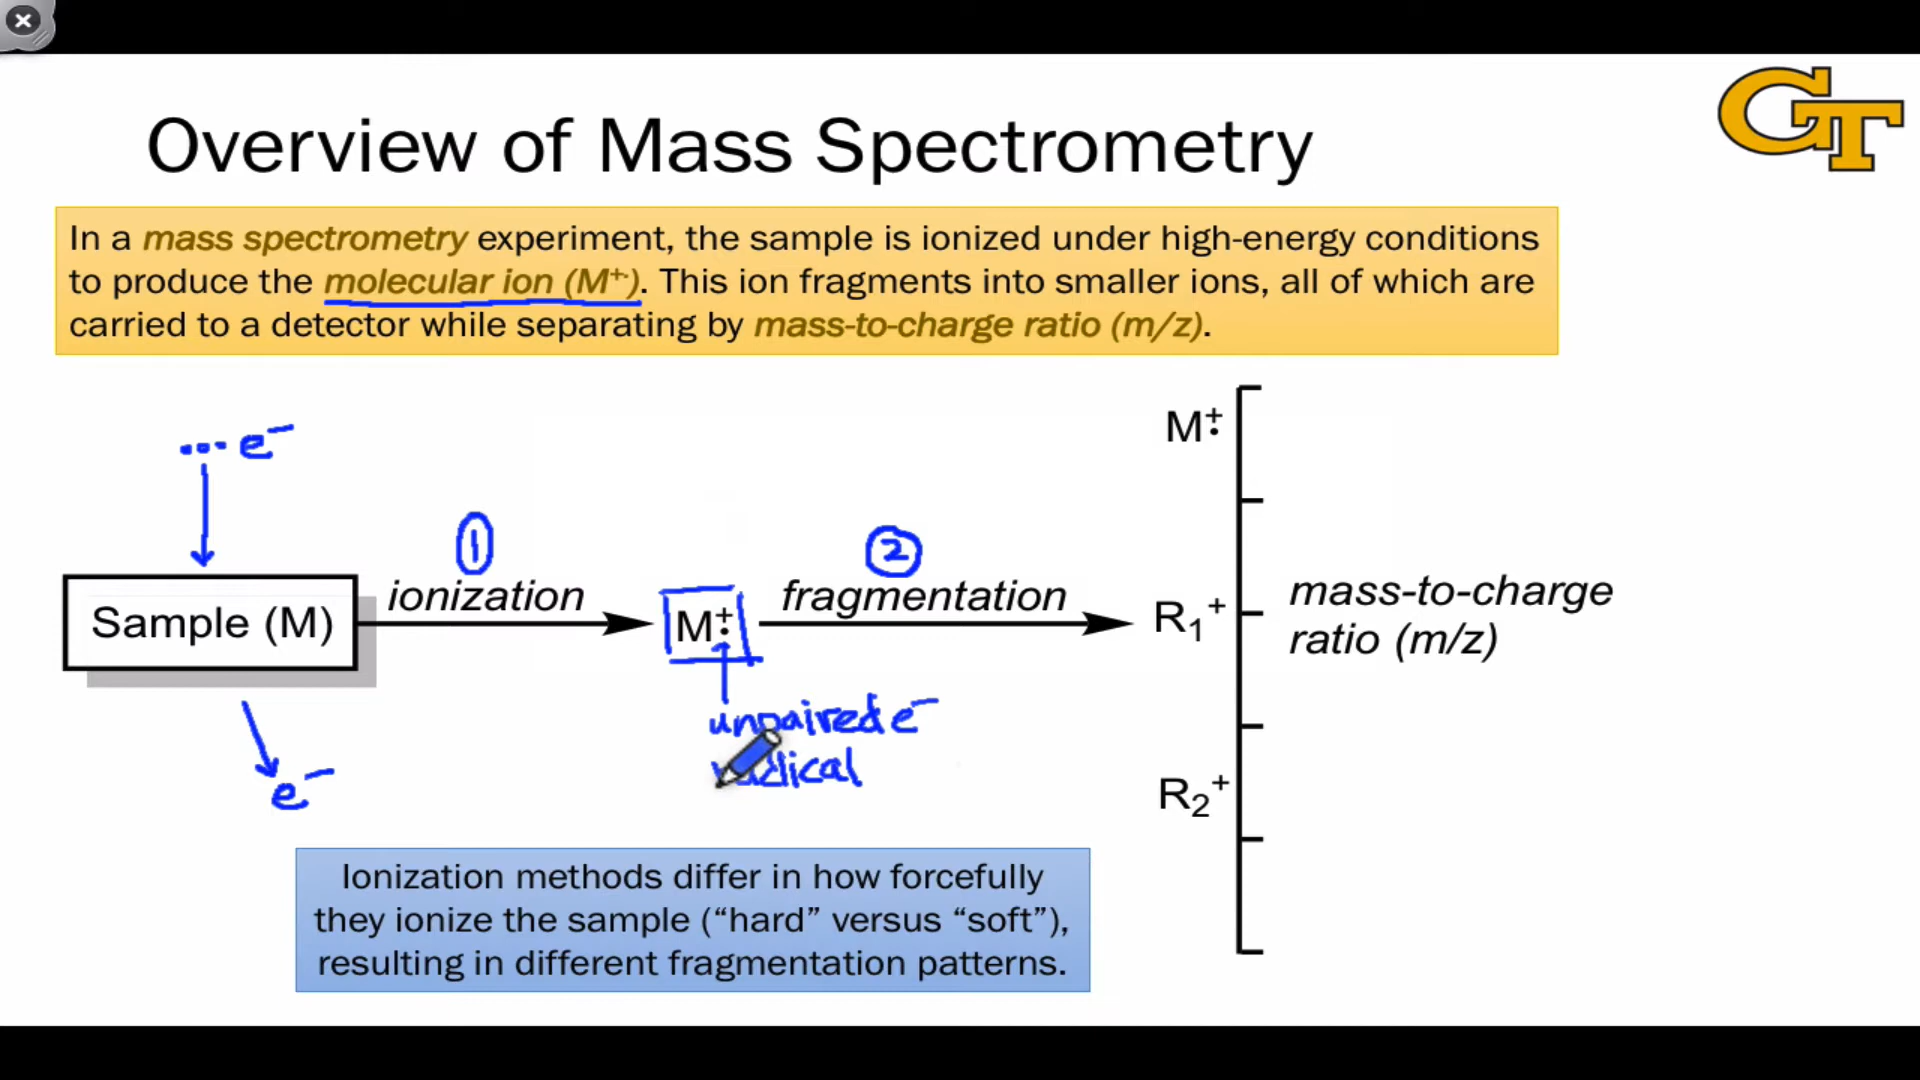 GT
Overview of Mass Spectrometry
In a mass spectrometry experiment, the sample is ionized under high-energy conditions
to produce the molecular ion (M⁺·). This ion fragments into smaller ions, all of which are
carried to a detector while separating by mass-to-charge ratio (m/z).
... e⁻
Sample (M)
①
ionization
M⁺·
②
fragmentation
unpaired e⁻
radical
e⁻
M⁺·
R₁⁺
R₂⁺
mass-to-charge
ratio (m/z)
Ionization methods differ in how forcefully
they ionize the sample (“hard” versus “soft”),
resulting in different fragmentation patterns.